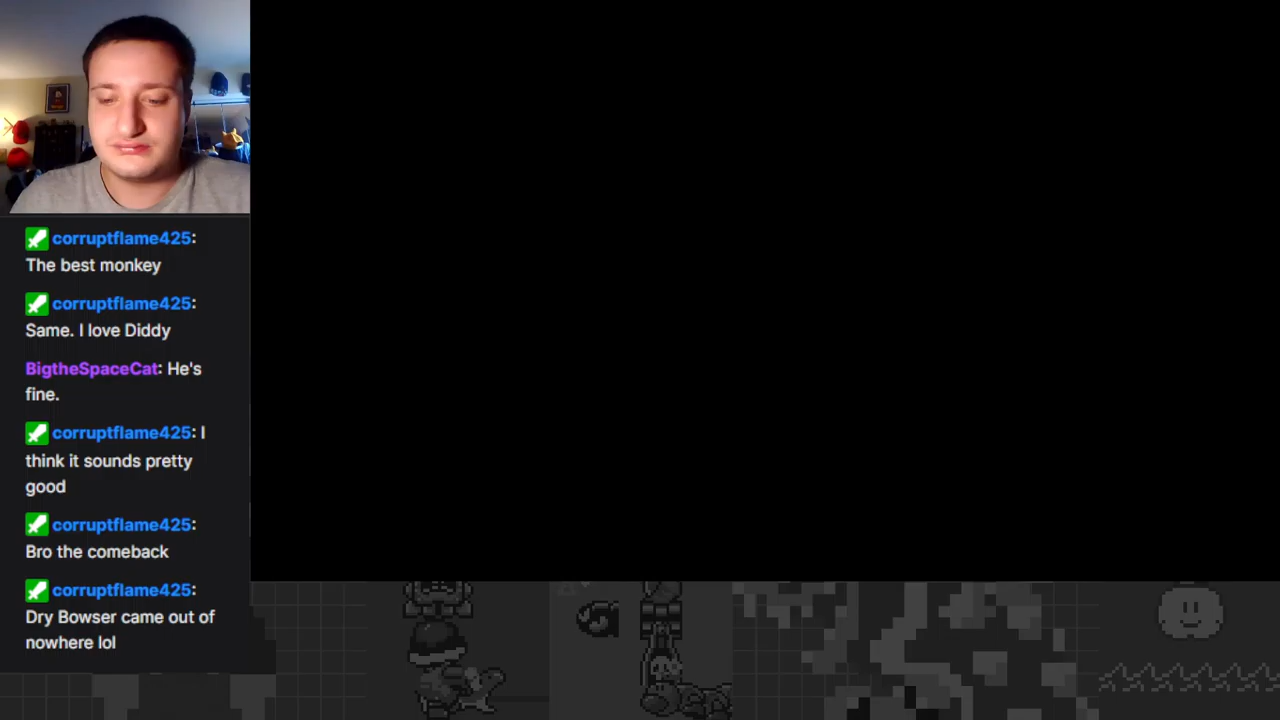 corruptflame425:
The best monkey
corruptflame425:
Same. I love Diddy
BigtheSpaceCat: He's
fine.
corruptflame425: I
think it sounds pretty
good
corruptflame425:
Bro the comeback
corruptflame425:
Dry Bowser came out of
nowhere lol